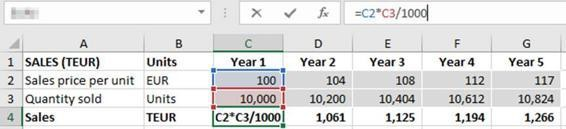 =C2*C3/1000
A B C D E F G
1 SALES (TEUR) Units Year 1 Year 2 Year 3 Year 4 Year 5
2 Sales price per unit EUR 100 104 108 112 117
3 Quantity sold Units 10,000 10,200 10,404 10,612 10,824
4 Sales TEUR C2*C3/1000 1,061 1,125 1,194 1,266